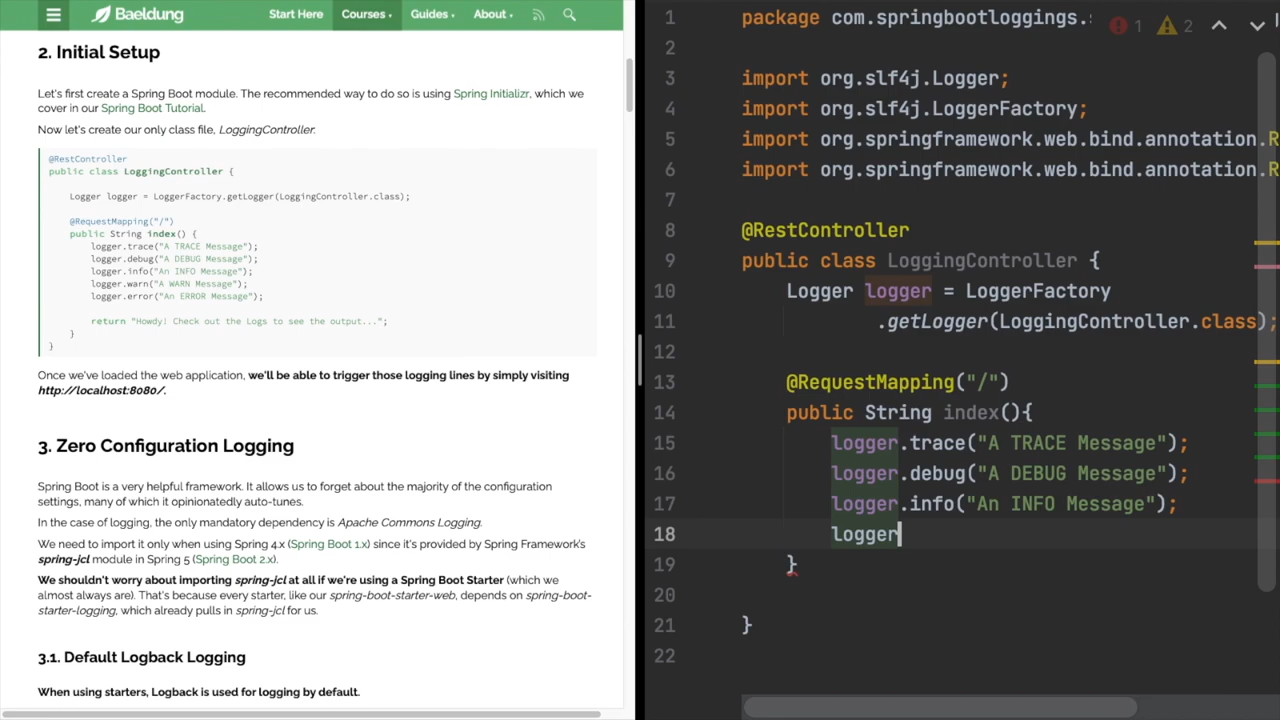 Baeldung
Start Here
Courses
Guides
About
2. Initial Setup
Let's first create a Spring Boot module. The recommended way to do so is using Spring Initializr, which we
cover in our Spring Boot Tutorial.
Now let's create our only class file, LoggingController:
@RestController
public class LoggingController {
Logger logger = LoggerFactory.getLogger(LoggingController.class);
@RequestMapping("/")
public String index() {
logger.trace("A TRACE Message");
logger.debug("A DEBUG Message");
logger.info("An INFO Message");
logger.warn("A WARN Message");
logger.error("An ERROR Message");
return "Howdy! Check out the Logs to see the output...";
}
}
Once we've loaded the web application, we'll be able to trigger those logging lines by simply visiting
http://localhost:8080/.
3. Zero Configuration Logging
Spring Boot is a very helpful framework. It allows us to forget about the majority of the configuration
settings, many of which it opinionatedly auto-tunes.
In the case of logging, the only mandatory dependency is Apache Commons Logging.
We need to import it only when using Spring 4.x (Spring Boot 1.x) since it's provided by Spring Framework's
spring-jcl module in Spring 5 (Spring Boot 2.x).
We shouldn't worry about importing spring-jcl at all if we're using a Spring Boot Starter (which we
almost always are). That's because every starter, like our spring-boot-starter-web, depends on spring-boot-
starter-logging, which already pulls in spring-jcl for us.
3.1. Default Logback Logging
When using starters, Logback is used for logging by default.
1 package com.springbootloggings.
1 2
2
3 import org.slf4j.Logger;
4 import org.slf4j.LoggerFactory;
5 import org.springframework.web.bind.annotation.R
6 import org.springframework.web.bind.annotation.R
7
8 @RestController
9 public class LoggingController {
10 Logger logger = LoggerFactory
11 .getLogger(LoggingController.class);
12
13 @RequestMapping("/")
14 public String index(){
15 logger.trace("A TRACE Message");
16 logger.debug("A DEBUG Message");
17 logger.info("An INFO Message");
18 logger
19 }
20
21 }
22